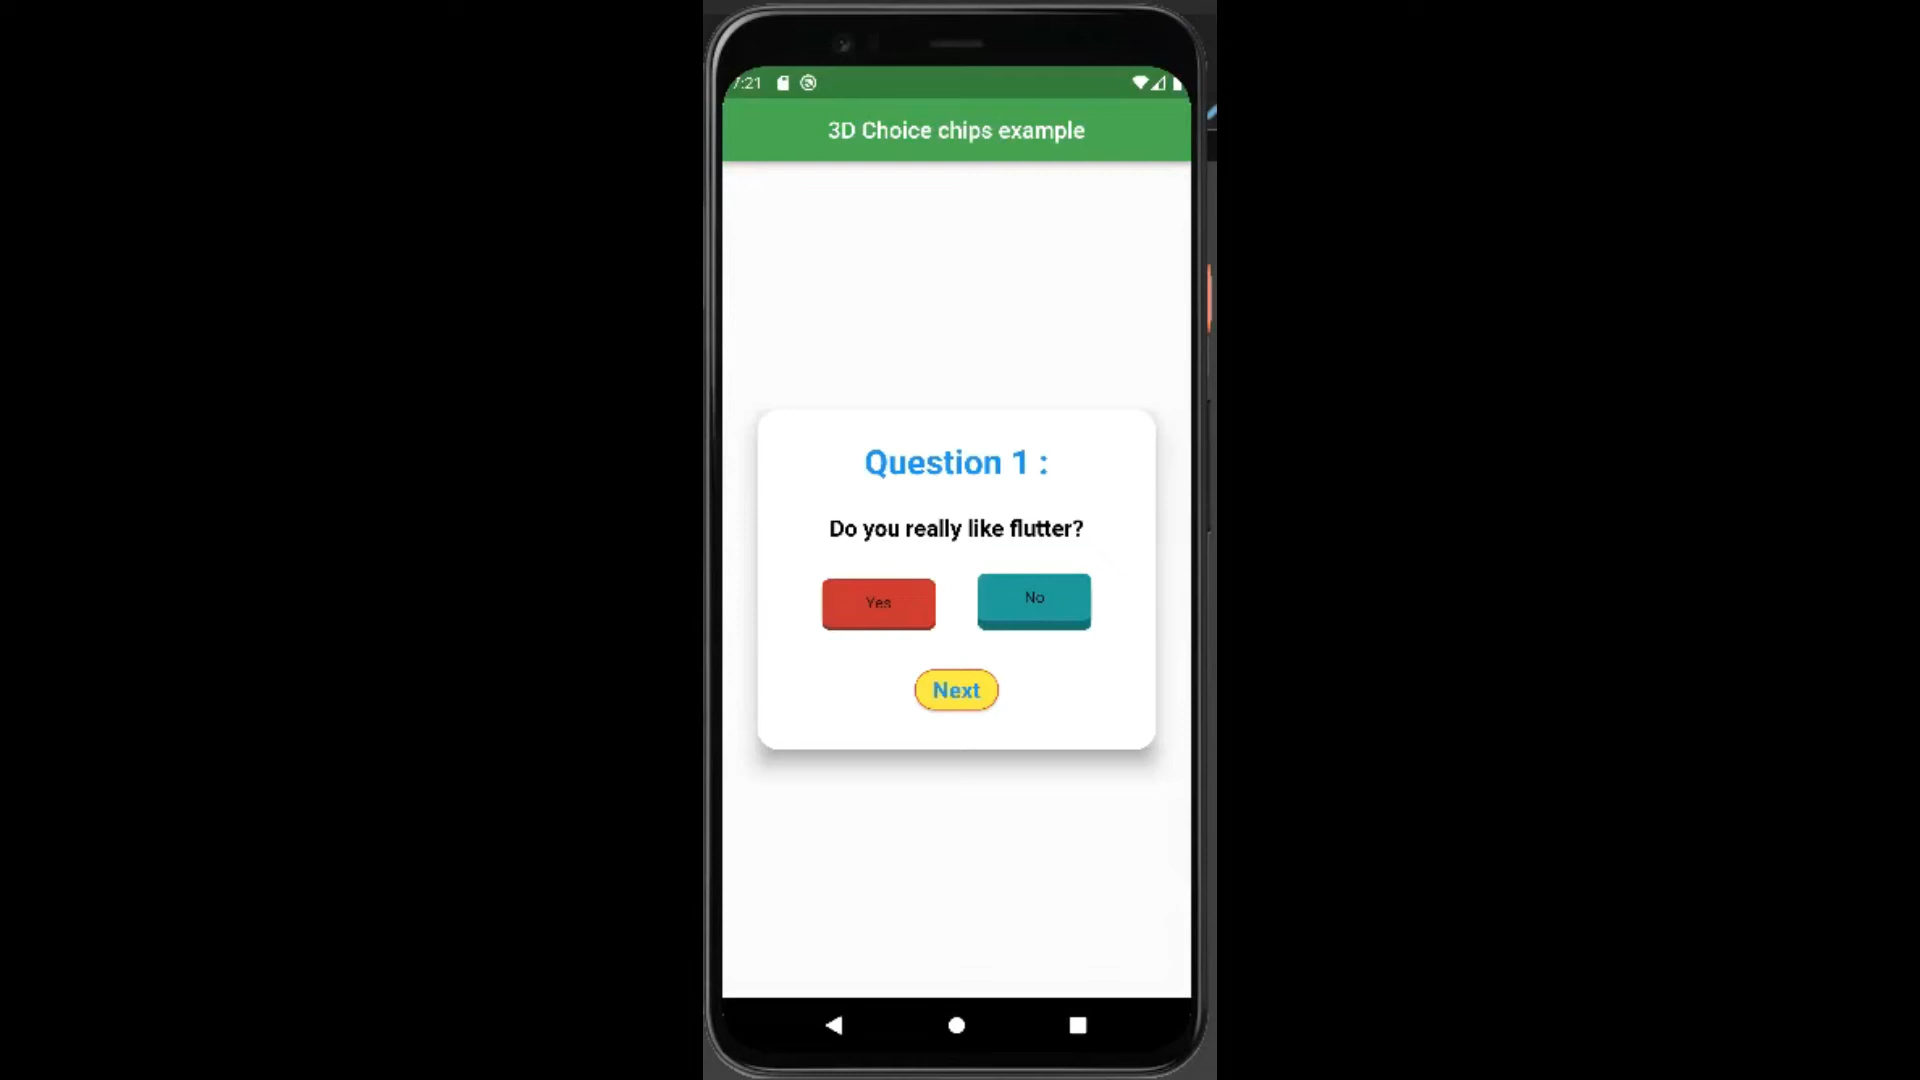 7:21
3D Choice chips example
Question 1 :
Do you really like flutter?
Yes No
Next